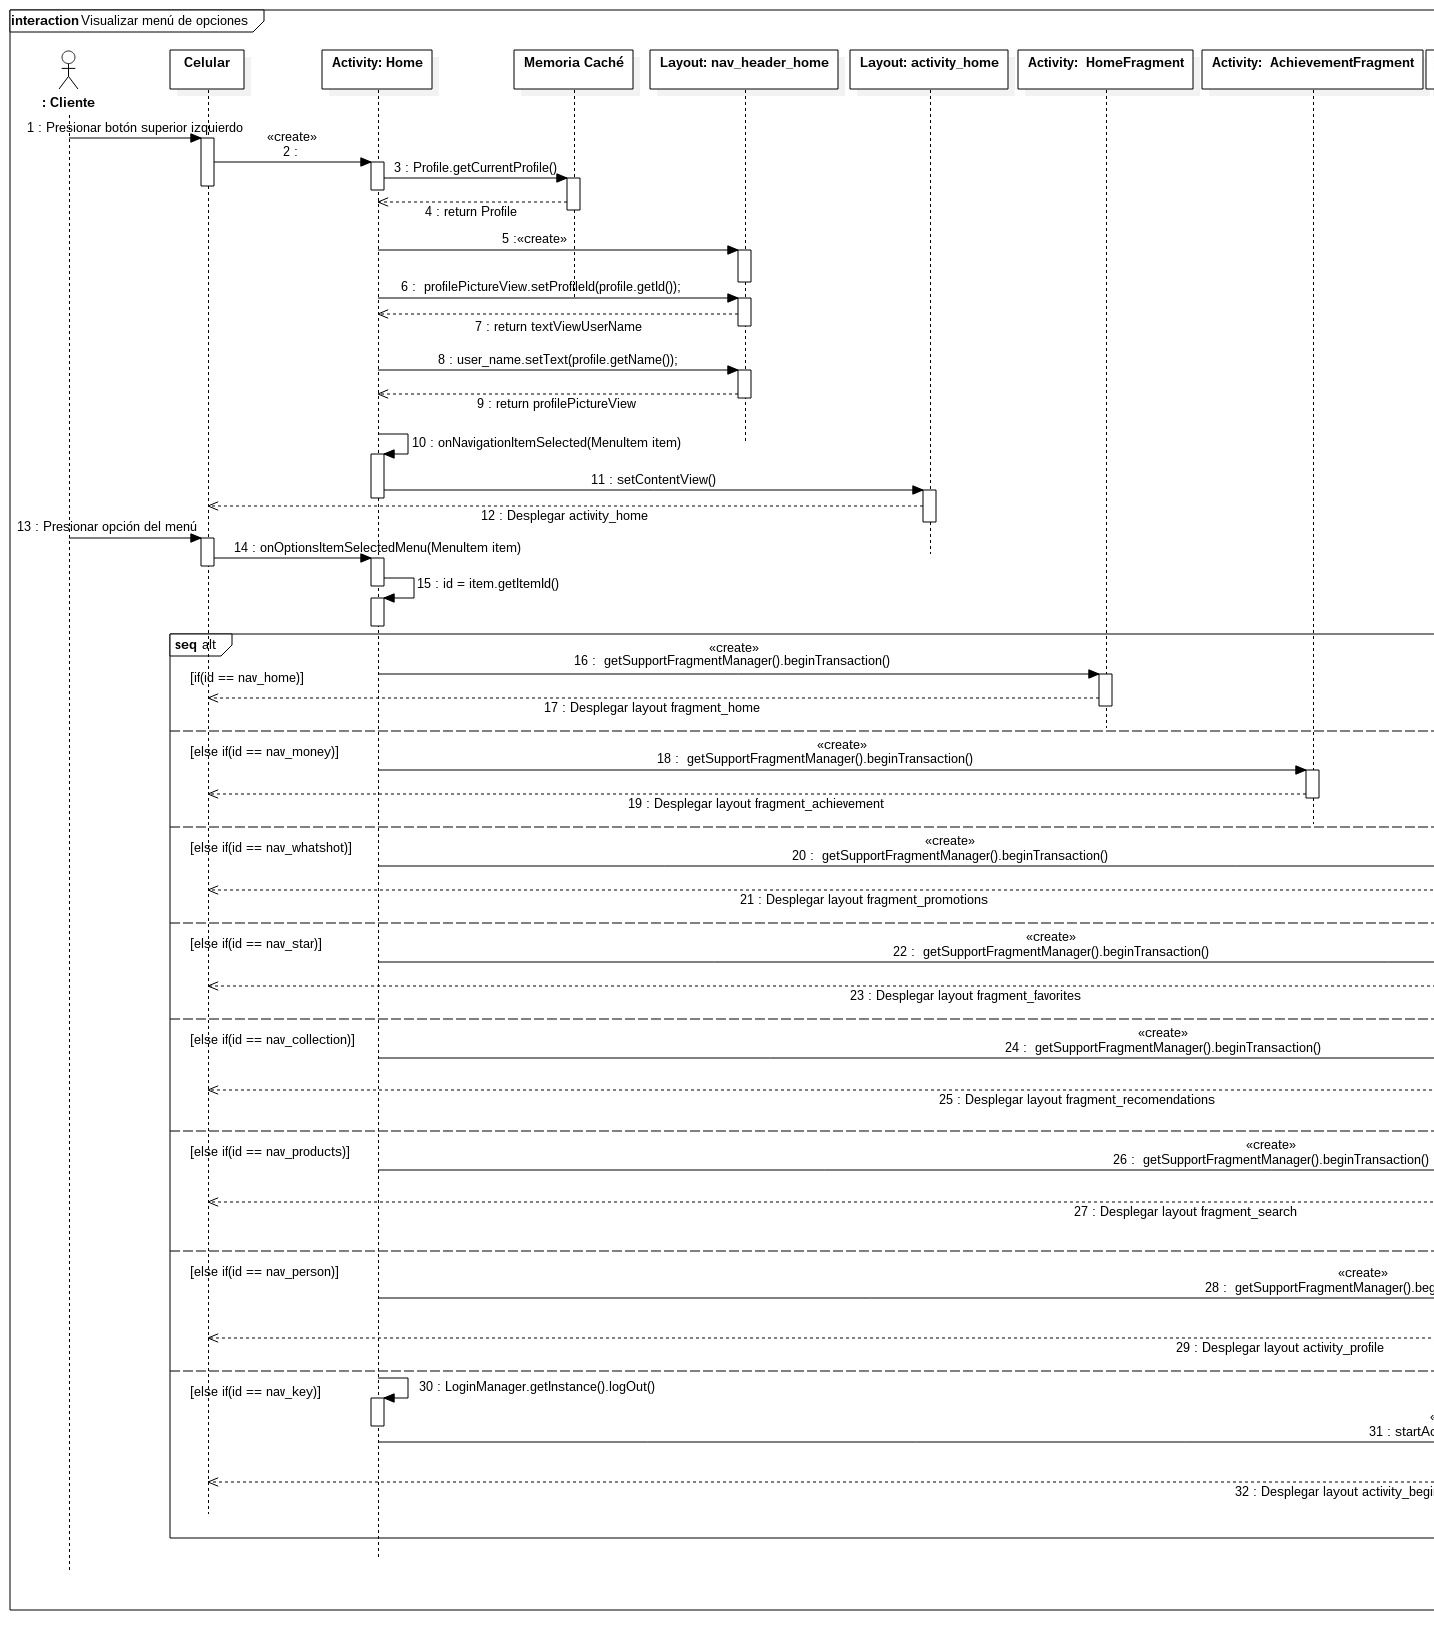 interaction Visualizar menú de opciones
Celular
Activity: Home
Memoria Caché
Layout: nav_header_home
Layout: activity_home
Activity:  HomeFragment
Activity:  AchievementFragment
: Cliente
1 : Presionar botón superior izquierdo
«create»
2 :
3 : Profile.getCurrentProfile()
4 : return Profile
5 :«create»
6 :  profilePictureView.setProfileId(profile.getId());
7 : return textViewUserName
8 : user_name.setText(profile.getName());
9 : return profilePictureView
10 : onNavigationItemSelected(MenuItem item)
11 : setContentView()
12 : Desplegar activity_home
13 : Presionar opción del menú
14 : onOptionsItemSelectedMenu(MenuItem item)
15 : id = item.getItemId()
seq alt
«create»
16 :  getSupportFragmentManager().beginTransaction()
[if(id == nav_home)]
17 : Desplegar layout fragment_home
«create»
[else if(id == nav_money)]
18 :  getSupportFragmentManager().beginTransaction()
19 : Desplegar layout fragment_achievement
«create»
[else if(id == nav_whatshot)]
20 :  getSupportFragmentManager().beginTransaction()
21 : Desplegar layout fragment_promotions
«create»
[else if(id == nav_star)]
22 :  getSupportFragmentManager().beginTransaction()
23 : Desplegar layout fragment_favorites
«create»
[else if(id == nav_collection)]
24 :  getSupportFragmentManager().beginTransaction()
25 : Desplegar layout fragment_recomendations
«create»
[else if(id == nav_products)]
26 :  getSupportFragmentManager().beginTransaction()
27 : Desplegar layout fragment_search
[else if(id == nav_person)]
«create»
28 :  getSupportFragmentManager().beg
29 : Desplegar layout activity_profile
30 : LoginManager.getInstance().logOut()
[else if(id == nav_key)]
«
31 : startAc
32 : Desplegar layout activity_begi